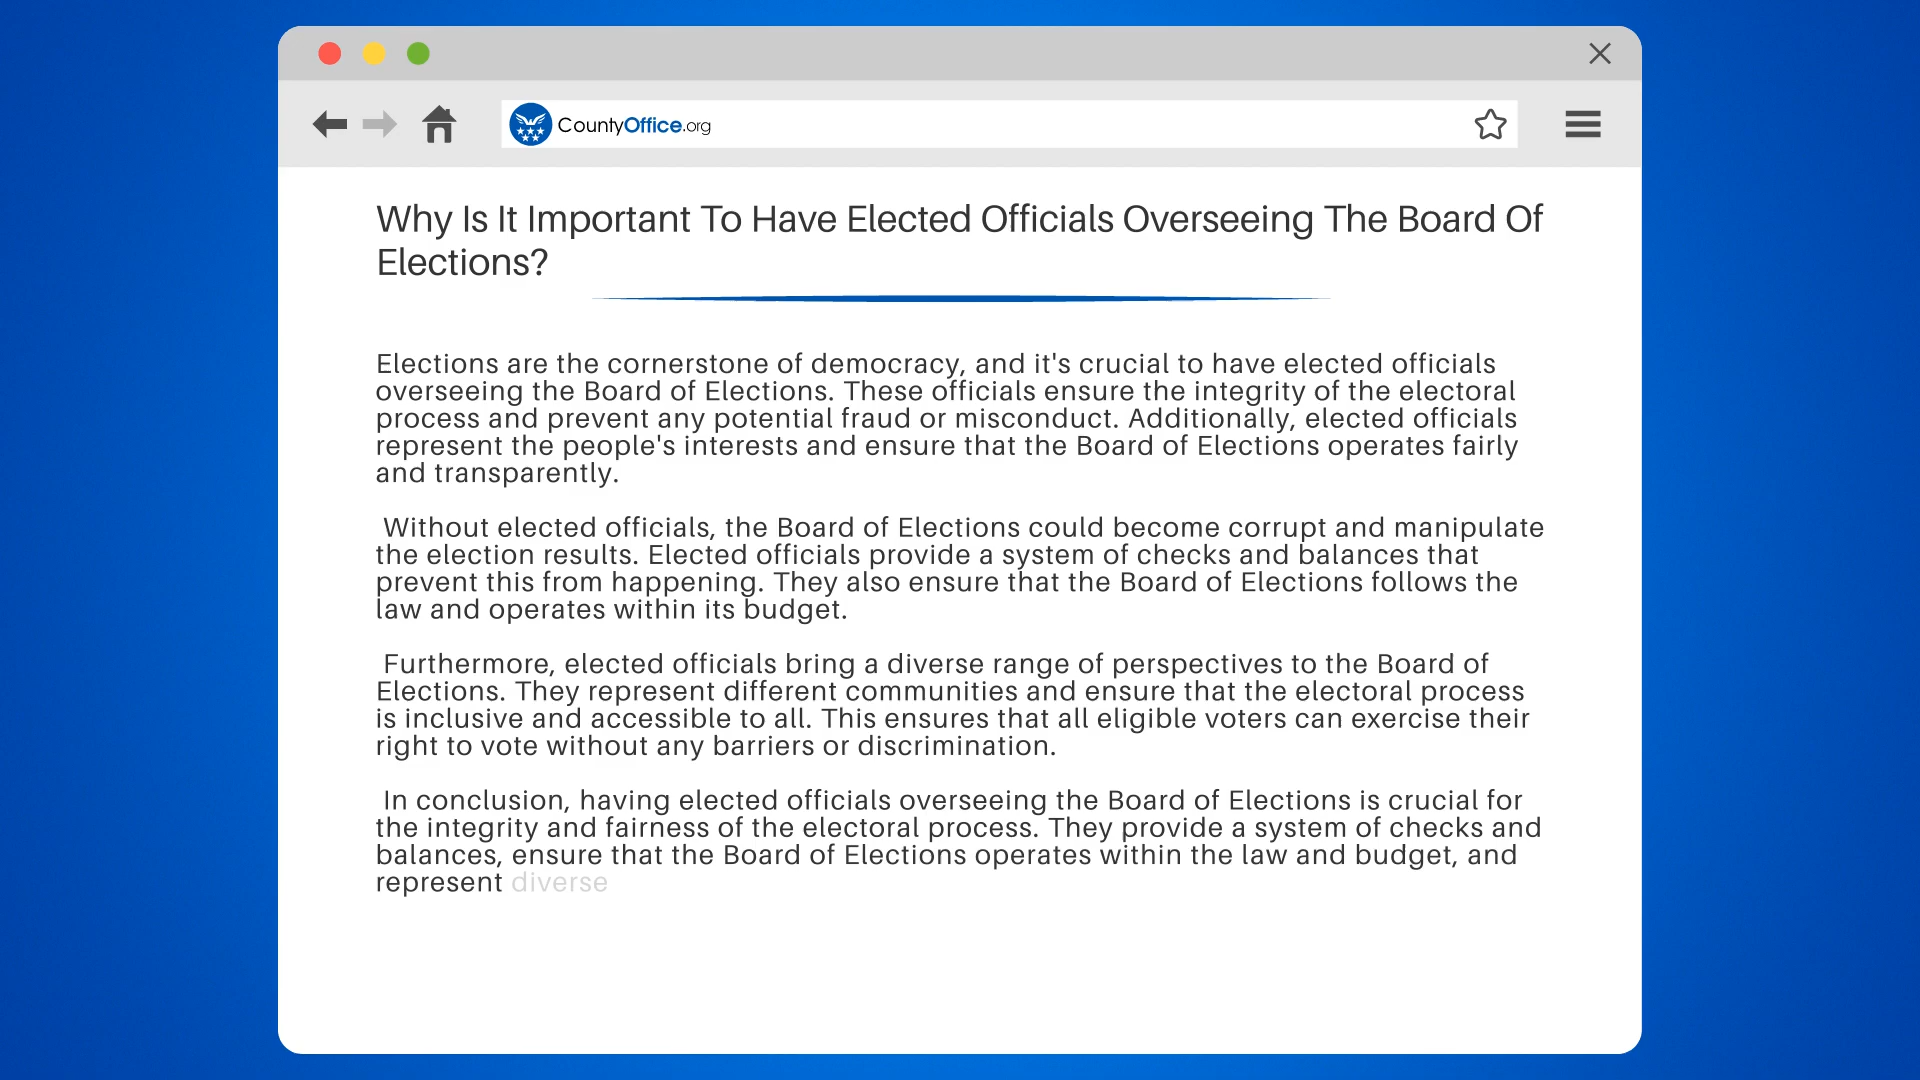 CountyOffice.org
Why Is It Important To Have Elected Officials Overseeing The Board Of
Elections?
Elections are the cornerstone of democracy, and it's crucial to have elected officials
overseeing the Board of Elections. These officials ensure the integrity of the electoral
process and prevent any potential fraud or misconduct. Additionally, elected officials
represent the people's interests and ensure that the Board of Elections operates fairly
and transparently.
Without elected officials, the Board of Elections could become corrupt and manipulate
the election results. Elected officials provide a system of checks and balances that
prevent this from happening. They also ensure that the Board of Elections follows the
law and operates within its budget.
Furthermore, elected officials bring a diverse range of perspectives to the Board of
Elections. They represent different communities and ensure that the electoral process
is inclusive and accessible to all. This ensures that all eligible voters can exercise their
right to vote without any barriers or discrimination.
In conclusion, having elected officials overseeing the Board of Elections is crucial for
the integrity and fairness of the electoral process. They provide a system of checks and
balances, ensure that the Board of Elections operates within the law and budget, and
represent diverse